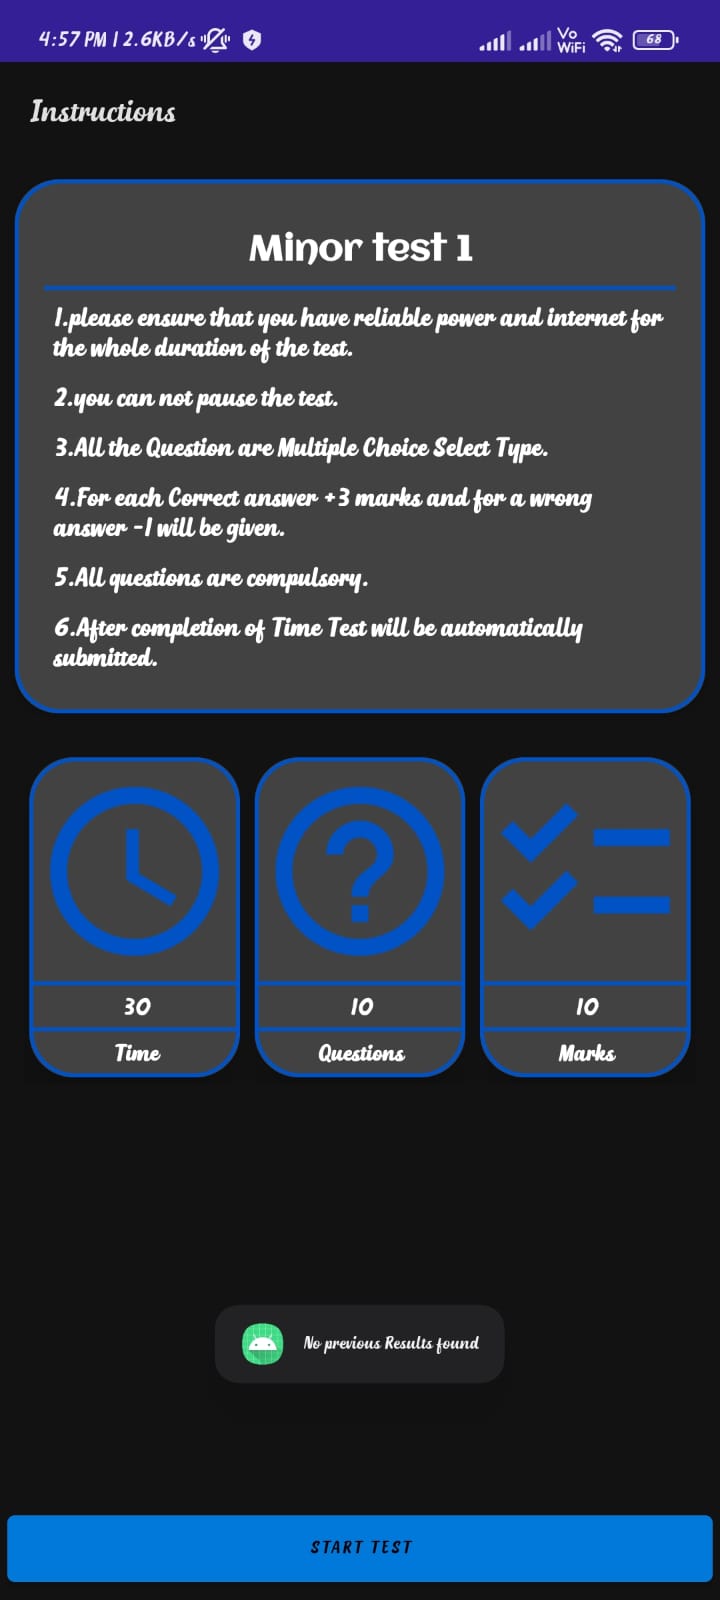 4:57 PM | 2.6KB/s
Vo
WiFi
68
Instructions
Minor test 1
1.please ensure that you have reliable power and internet for
the whole duration of the test.
2.you can not pause the test.
3.All the Question are Multiple Choice Select Type.
4.For each Correct answer +3 marks and for a wrong
answer -1 will be given.
5.All questions are compulsory.
6.After completion of Time Test will be automatically
submitted.
30
10
10
Time
Questions
Marks
No previous Results found
START TEST